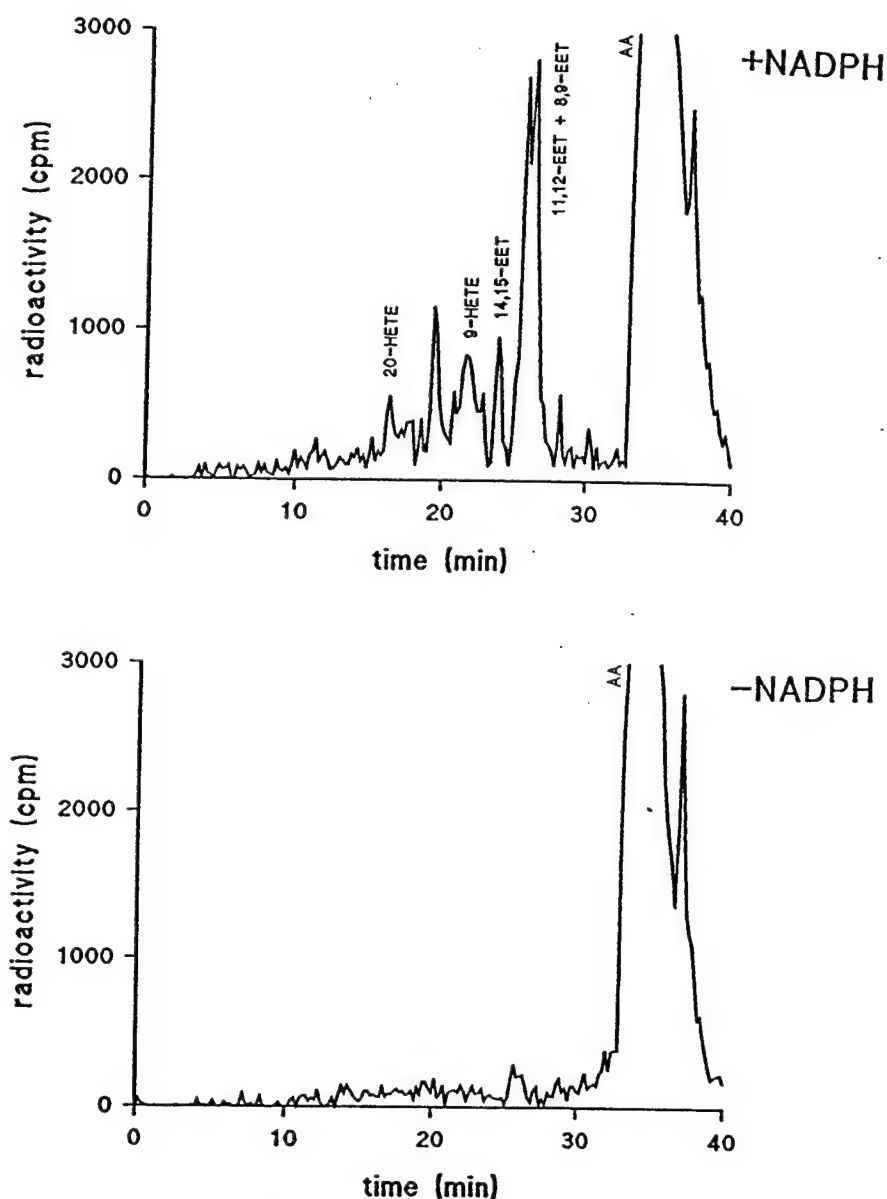 +NADPH
radioactivity (cpm)
3000
2000
1000
0
20-HETE
9-HETE
14,15-EET
11,12-EET + 8,9-EET
AA
0 10 20 30 40
time (min)
-NADPH
radioactivity (cpm)
3000
2000
1000
0
AA
0 10 20 30 40
time (min)